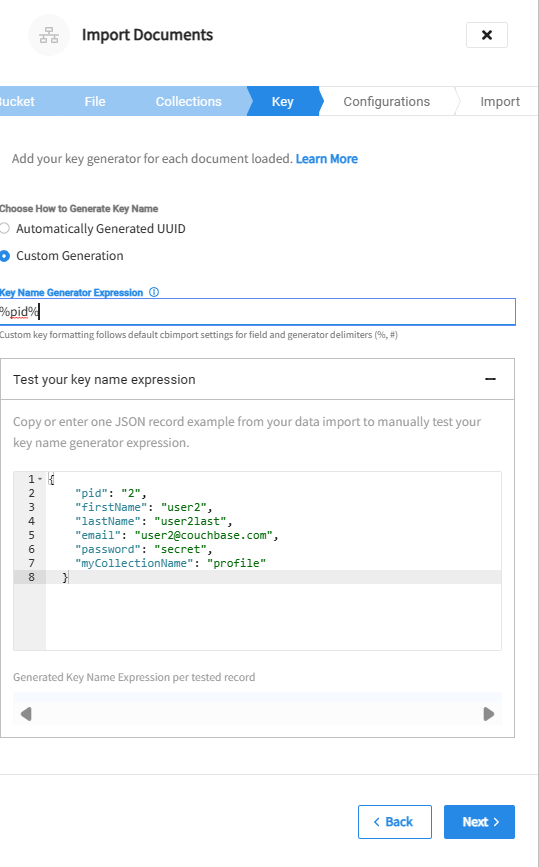 Import Documents
File
Collections
Key
Configurations
Import
Add your key generator for each document loaded. Learn More
Choose How to Generate Key Name
Automatically Generated UUID
Custom Generation
Key Name Generator Expression
%pid%
Custom key formatting follows default cbimport settings for field and generator delimiters (%, #)
Test your key name expression
Copy or enter one JSON record example from your data import to manually test your
key name generator expression.
1 {
2 "pid": "2",
3 "firstName": "user2",
4 "lastName": "user2last",
5 "email": "user2@couchbase.com",
6 "password": "secret",
7 "myCollectionName": "profile"
8 }
Generated Key Name Expression per tested record
< Back
Next >